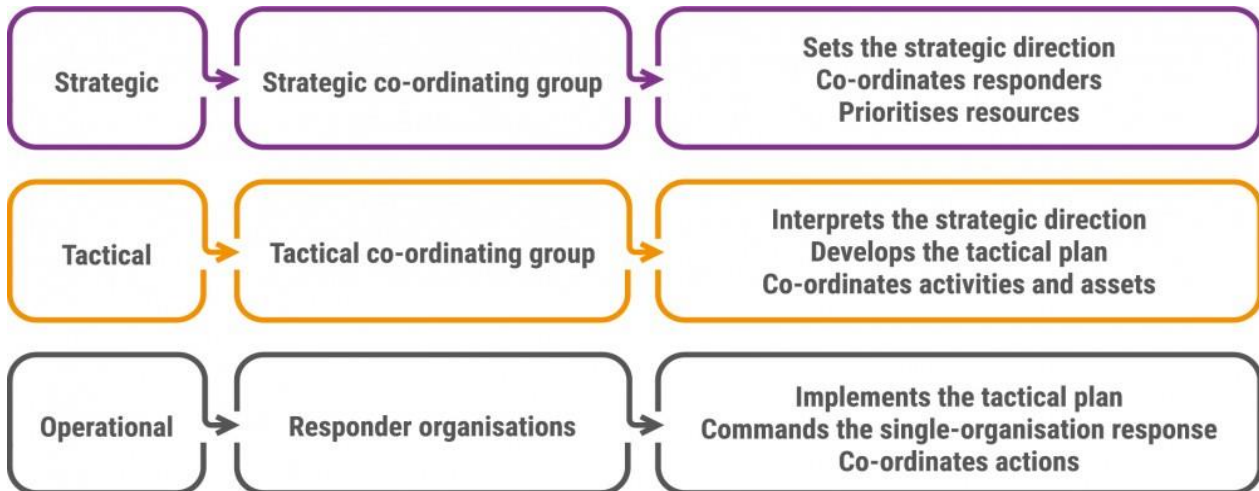 Strategic
Strategic co-ordinating group
Sets the strategic direction
Co-ordinates responders
Prioritises resources
Tactical
Tactical co-ordinating group
Interprets the strategic direction
Develops the tactical plan
Co-ordinates activities and assets
Operational
Responder organisations
Implements the tactical plan
Commands the single-organisation response
Co-ordinates actions